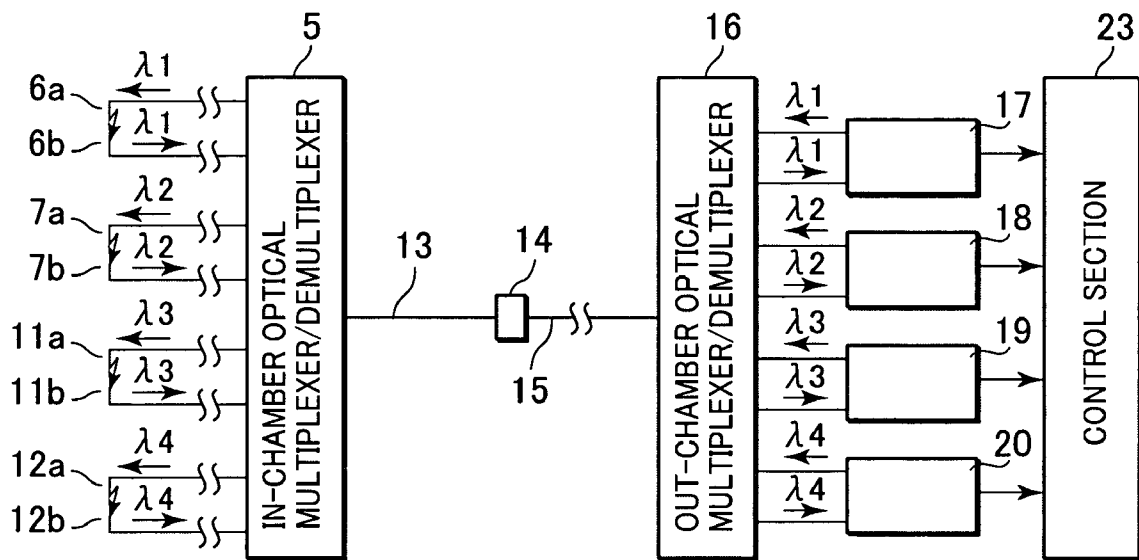 5
16
23
6a
λ1
6b
λ1
7a
λ2
7b
λ2
11a
λ3
11b
λ3
12a
λ4
12b
λ4
IN-CHAMBER OPTICAL
MULTIPLEXER/DEMULTIPLEXER
13
14
15
OUT-CHAMBER OPTICAL
MULTIPLEXER/DEMULTIPLEXER
λ1
λ1
17
λ2
λ2
18
λ3
λ3
19
λ4
λ4
20
CONTROL SECTION